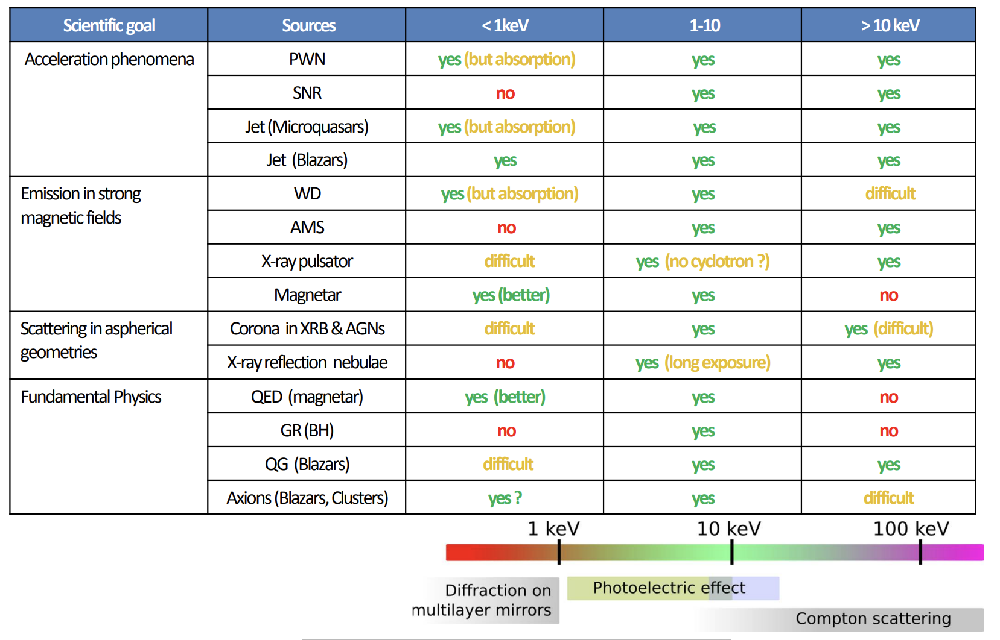 Scientific goal Sources < 1keV 1-10 > 10 keV
Acceleration phenomena PWN yes (but absorption) yes yes
SNR no yes yes
Jet (Microquasars) yes (but absorption) yes yes
Jet (Blazars) yes yes yes
Emission in strong
magnetic fields
WD yes (but absorption) yes difficult
AMS no yes yes
X-ray pulsator difficult yes (no cyclotron ?) yes
Magnetar yes (better) yes no
Scattering in aspherical
geometries
Corona in XRB & AGNs difficult yes yes (difficult)
X-ray reflection nebulae no yes (long exposure) yes
Fundamental Physics QED (magnetar) yes (better) yes no
GR (BH) no yes no
QG (Blazars) difficult yes yes
Axions (Blazars, Clusters) yes ? yes difficult
1 keV 10 keV 100 keV
Diffraction on
multilayer mirrors
Photoelectric effect
Compton scattering